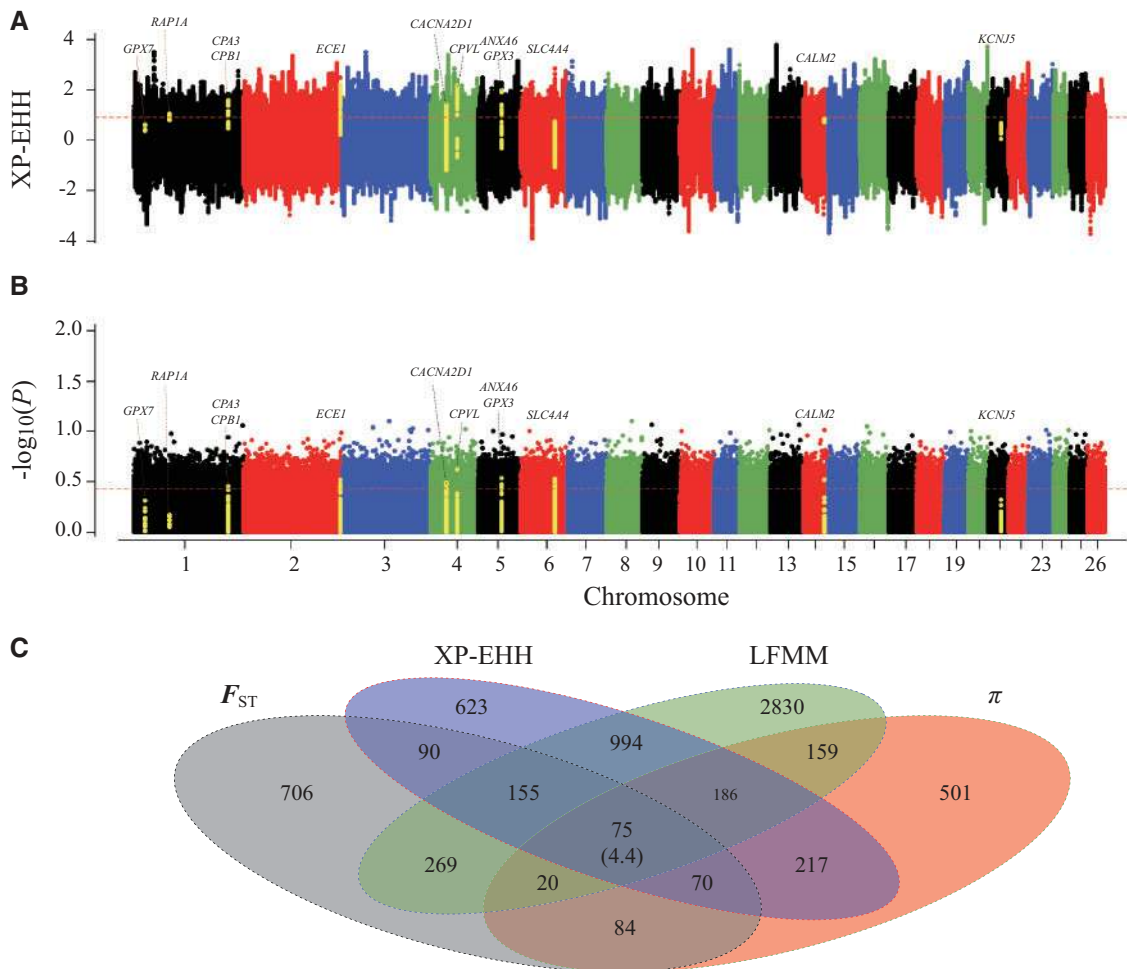 A
XP-EHH
4
2
0
-2
-4
GPX7
RAP1A
CPA3
CPB1
ECE1
CACNA2D1
CPVL
ANXA6
GPX3
SLC4A4
CALM2
KCNJ5
B
-log10(P)
2.0
1.5
1.0
0.5
0.0
GPX7
RAP1A
CPA3
CPB1
ECE1
CACNA2D1
CPVL
ANXA6
GPX3
SLC4A4
CALM2
KCNJ5
1 2 3 4 5 6 7 8 9 10 11 13 15 17 19 23 26
Chromosome
C
XP-EHH LFMM
FST π
623 2830
90 994 159
706 155 186 501
75
(4.4)
269 20 70 217
84